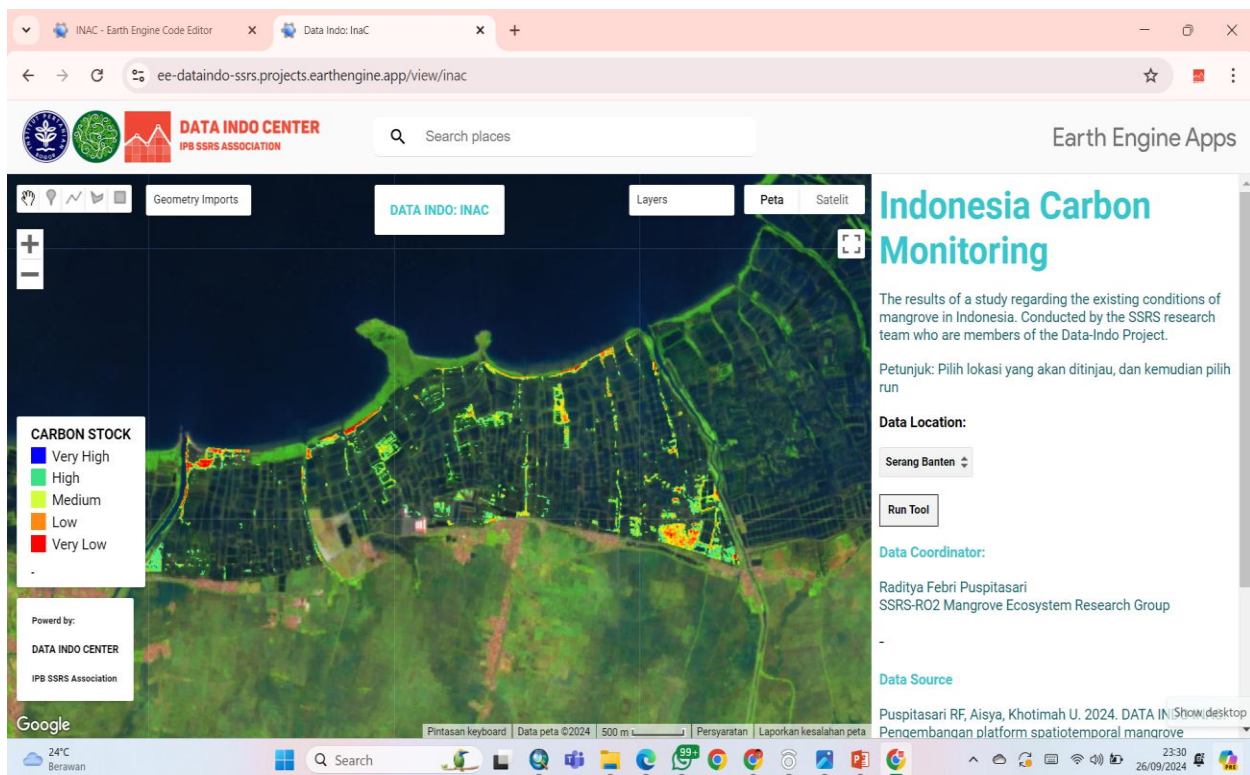 INAC - Earth Engine Code Editor
Data Indo: InaC
ee-dataindo-ssrs.projects.earthengine.app/view/inac
DATA INDO CENTER
IPB SSRS ASSOCIATION
Search places
Earth Engine Apps
Geometry Imports
DATA INDO: INAC
Layers
Peta
Satelit
Indonesia Carbon
Monitoring
The results of a study regarding the existing conditions of
mangrove in Indonesia. Conducted by the SSRS research
team who are members of the Data-Indo Project.
Petunjuk: Pilih lokasi yang akan ditinjau, dan kemudian pilih
run
Data Location:
Serang Banten
Run Tool
Data Coordinator:
Raditya Febri Puspitasari
SSRS-RO2 Mangrove Ecosystem Research Group
-
Data Source
Puspitasari RF, Aisya, Khotimah U. 2024. DATA
Pengembangan platform spatiotemporal mangrove
Show desktop
CARBON STOCK
Very High
High
Medium
Low
Very Low
-
Powerd by:
DATA INDO CENTER
IPB SSRS Association
Google
Pintasan keyboard
Data peta ©2024
500 m
Persyaratan
Laporkan kesalahan peta
24°C
Berawan
Search
99+
23:30
26/09/2024
PRE